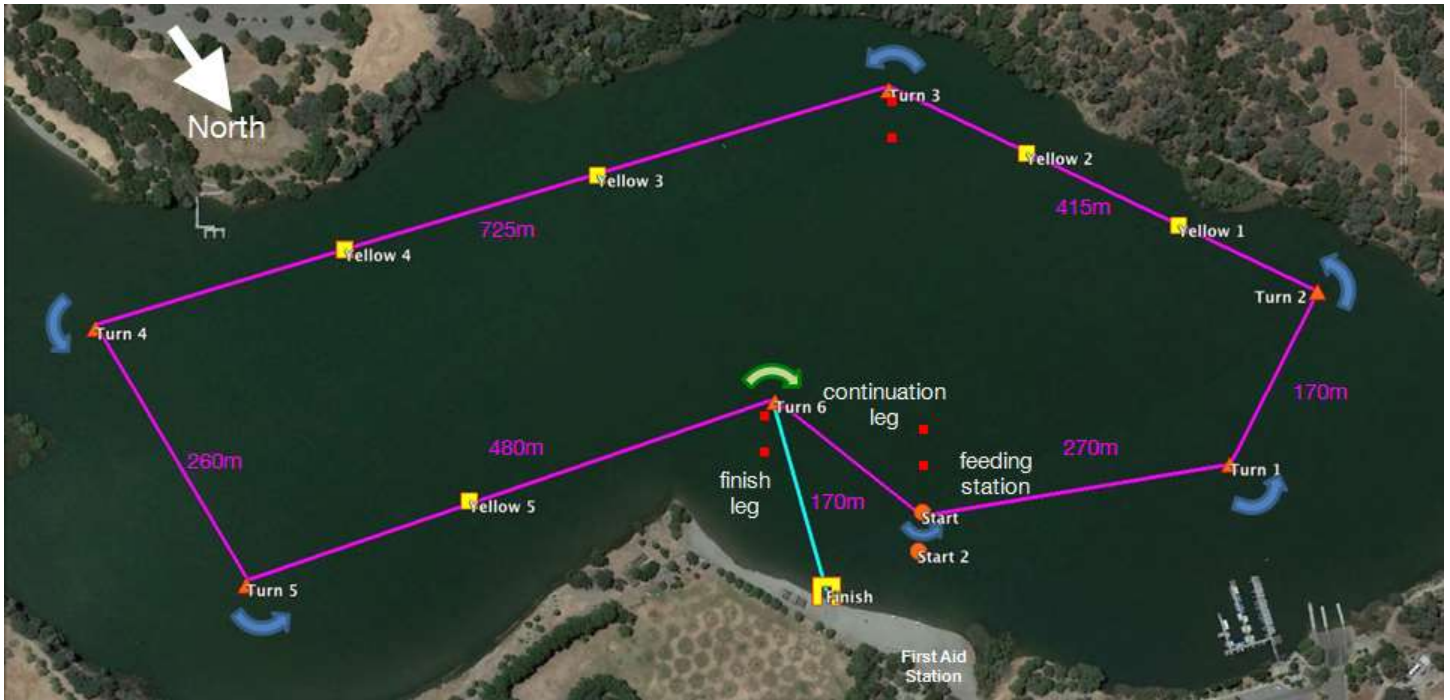 North
Turn 3
Yellow 2
Yellow 3
415m
725m
Yellow 1
Yellow 4
Turn 2
Turn 4
continuation
leg
Turn 6
170m
480m
270m
260m
feeding
station
finish
leg
Turn 1
Yellow 5
170m
Start
Start 2
Turn 5
Finish
First Aid
Station